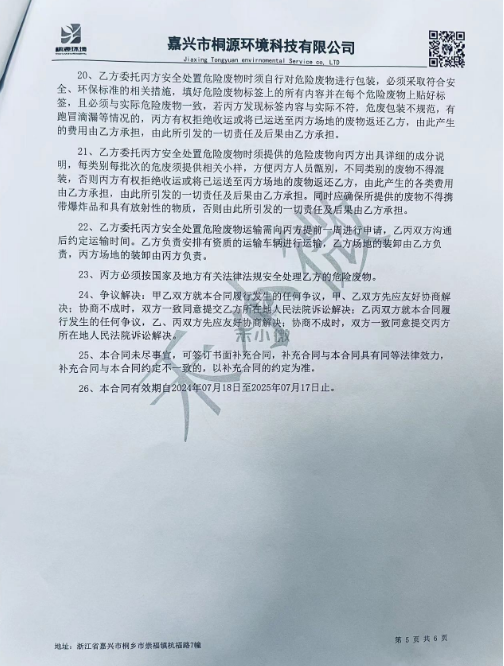 桐源环境
嘉兴市桐源环境科技有限公司
Jiaxing Tongyuan envirnomental Service co, LTD
20、乙方委托丙方安全处置危险废物时须自行对危险废物进行包装，必须采取符合安
全、环保标准的相关措施，填好危险废物标签上的所有内容并在每个危险废物上贴好标
签，且必须与实际危险废物一致，若丙方发现标签内容与实际不符，危废包装不规范，有
跑冒滴漏等情况的，丙方有权拒绝收运或将已运送至丙方场地的废物返还乙方，由此产生
的费用由乙方承担，由此所引发的一切责任及后果由乙方承担。
21、乙方委托丙方安全处置危险废物时须提供的危险废物向丙方出具详细的成分说
明，每类别每批次的危废须提供相关小样，方便丙方人员甄别，不同类别的废物不得混
装，否则丙方有权拒绝收运或将已运送至丙方场地的废物返还乙方，由此产生的各类费用
由乙方承担，由此所引发的一切责任及后果由乙方承担。同时应确保所提供的废物不得携
带爆炸品和具有放射性的物质，否则由此所引发的一切责任及后果由乙方承担。
22、乙方委托丙方安全处置危险废物运输需向丙方提前一周进行申请，乙丙双方沟通
后约定运输时间。乙方负责安排有资质的运输车辆进行运输，乙方场地的装卸由乙方负
责，丙方场地的装卸由丙方负责。
23、丙方必须按国家及地方有关法律法规安全处理乙方的危险废物。
24、争议解决：甲乙双方就本合同履行发生的任何争议，甲、乙双方应先友好协商解
决；协商不成时，双方一致同意提交乙方所在地人民法院诉讼解决；乙丙双方就本合同履
行发生的任何争议，乙、丙双方应先友好协商解决；协商不成时，双方一致同意提交丙方
所在地人民法院诉讼解决。
25、本合同未尽事宜，可签订书面补充合同，补充合同与本合同具有同等法律效力，
补充合同与本合同约定不一致的，以补充合同的约定为准。
26、本合同有效期自2024年07月18日至2025年07月17日止。
禾小微
禾小微
地址：浙江省嘉兴市桐乡市崇福镇杭福路7幢
第 5 页 共 6 页